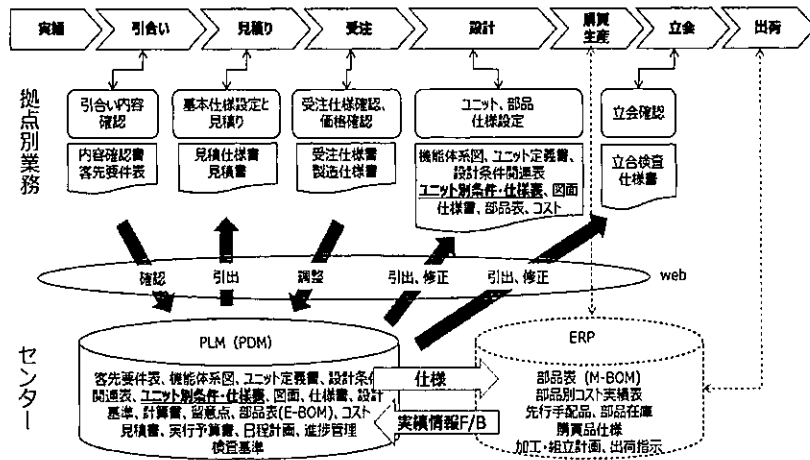 実績
引合い
見積り
受注
設計
購買
生産
立会
出荷
拠点別業務
引合い内容
確認
基本仕様設定と
見積り
受注仕様確認、
価格確認
ユニット、部品
仕様設定
立会確認
内容確認書
客先要件表
見積仕様書
見積書
受注仕様書
製造仕様書
機能体系図、ユニット定義書、
設計条件関連表
ユニット別条件・仕様表、図面
仕様書、部品表、コスト
立合検査
仕様書
確認
引出
調整
引出、修正
引出、修正
web
センター
PLM (PDM)
客先要件表、機能体系図、ユニット定義書、設計条件
関連表、ユニット別条件・仕様表、図面、仕様書、設計
基準、計算書、留意点、部品表(E-BOM)、コスト
見積書、実行予算書、日程計画、進捗管理
検査基準
仕様
実績情報F/B
ERP
部品表 (M-BOM)
部品別コスト実績表
先行手配品、部品在庫
購買品仕様
加工・組立計画、出荷指示